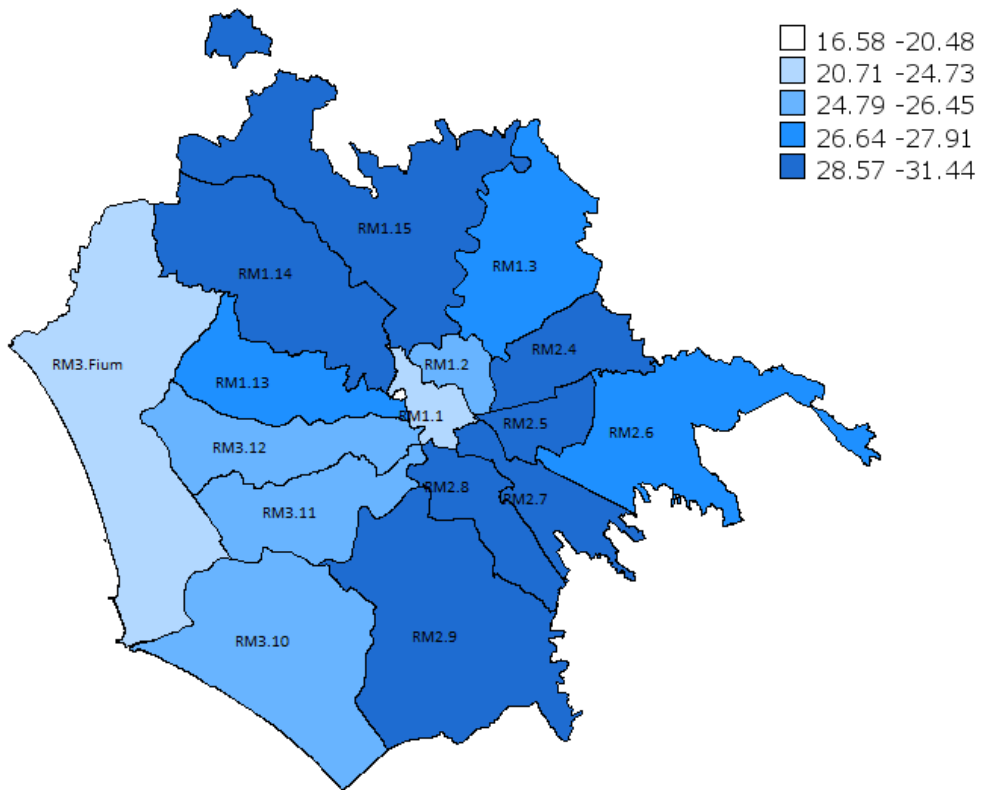 16.58 -20.48
20.71 -24.73
24.79 -26.45
26.64 -27.91
28.57 -31.44
RM1.15
RM1.3
RM1.14
RM2.4
RM3.Fium
RM1.2
RM1.13
RM1.1
RM2.5
RM2.6
RM3.12
RM2.8
RM2.7
RM3.11
RM2.9
RM3.10